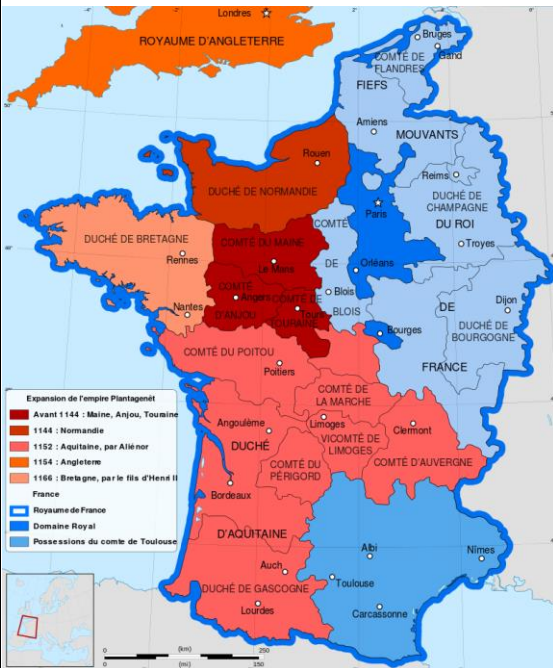 Londres
ROYAUME D'ANGLETERRE
Bruges
Gand
COMTÉ DE
FLANDRES
FIEFS
50°
Amiens
MOUVANTS
Rouen
Reims
DUCHÉ DE NORMANDIE
DUCHÉ DE
CHAMPAGNE
Paris
COMTÉ
DU ROI
DUCHÉ DE BRETAGNE
COMTÉ DU MAINE
Troyes
Rennes
Le Mans
DE
Orléans
COMTÉ
Angers
Blois
DE
Dijon
Nantes
COMTÉ DE
D'ANJOU
Tours
TOURAINE
BLOIS
Bourges
DUCHÉ DE
BOURGOGNE
COMTÉ DU POITOU
FRANCE
Poitiers
COMTÉ DE
LA MARCHE
Angoulême
Limoges
Clermont
DUCHÉ
VICOMTÉ DE
LIMOGES
COMTÉ DU
PÉRIGORD
COMTÉ D'AUVERGNE
Bordeaux
D'AQUITAINE
Albi
Nîmes
Auch
Toulouse
DUCHÉ DE GASCOGNE
Lourdes
Carcassonne
Expansion de l'empire Plantagenêt
Avant 1144 : Maine, Anjou, Touraine
1144 : Normandie
1152 : Aquitaine, par Aliénor
1154 : Angleterre
1166 : Bretagne, par le fils d'Henri II
France
Royaume de France
Domaine Royal
Possessions du comte de Toulouse
0
(km)
250
0
(mi)
150